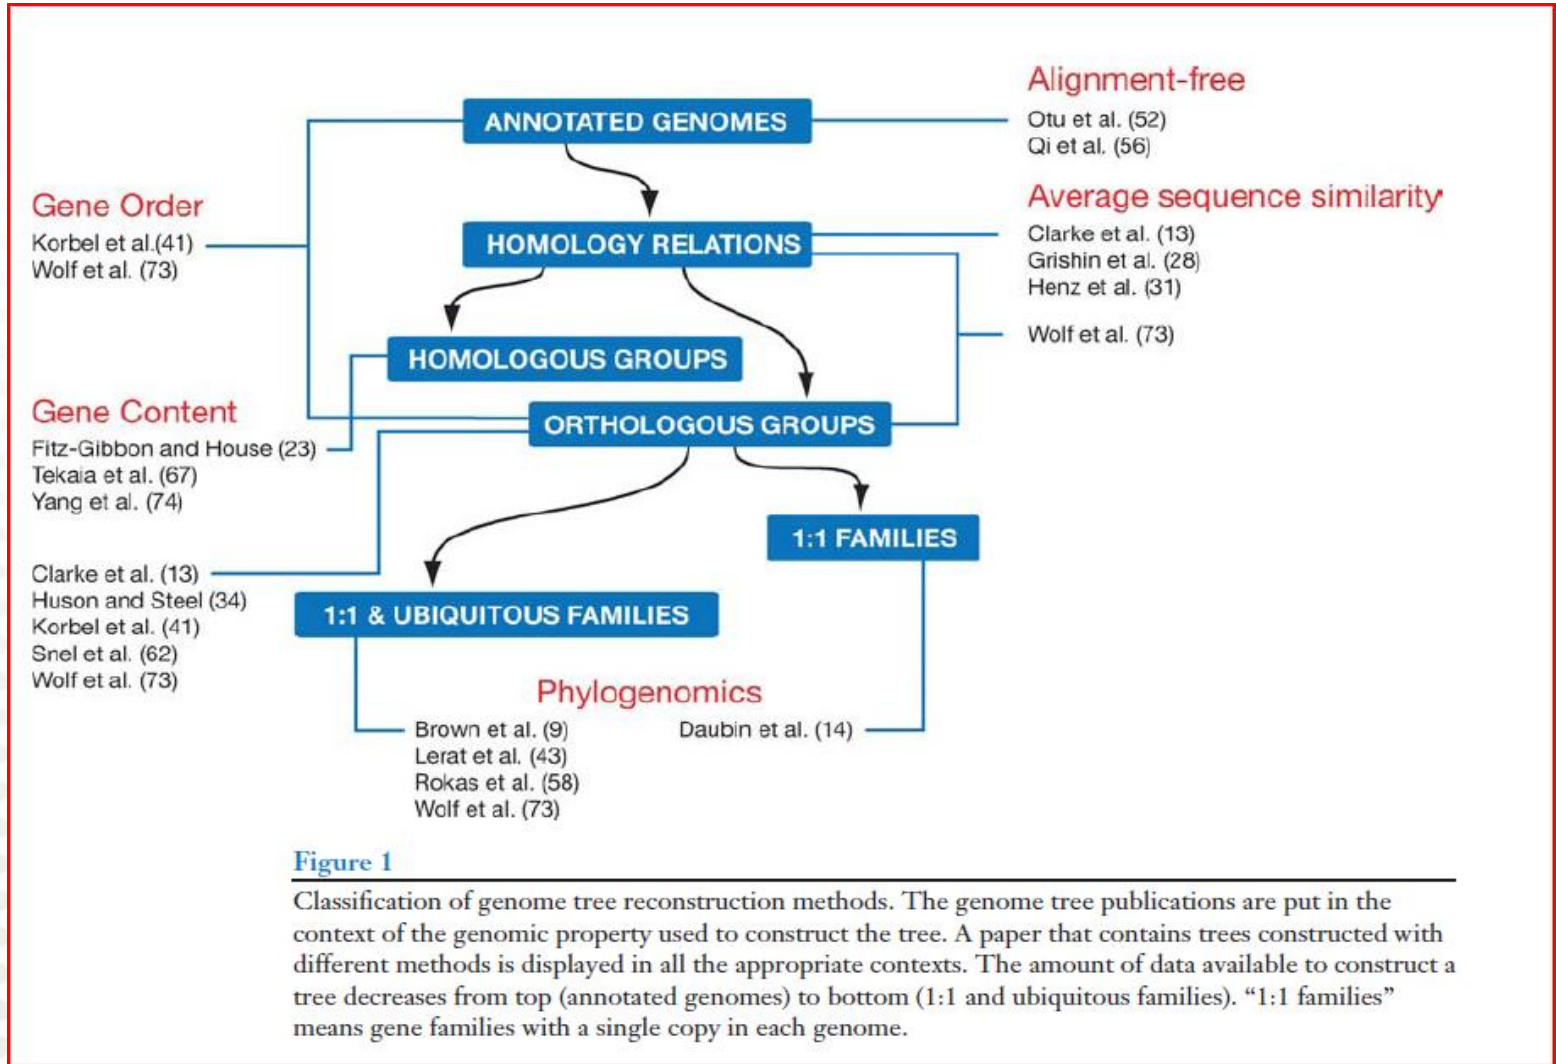 Alignment-free
ANNOTATED GENOMES
Otu et al. (52)
Qi et al. (56)
Gene Order
Korbel et al.(41)
Wolf et al. (73)
Average sequence similarity
HOMOLOGY RELATIONS
Clarke et al. (13)
Grishin et al. (28)
Henz et al. (31)
Wolf et al. (73)
HOMOLOGOUS GROUPS
Gene Content
Fitz-Gibbon and House (23)
Tekaia et al. (67)
Yang et al. (74)
ORTHOLOGOUS GROUPS
1:1 FAMILIES
Clarke et al. (13)
Huson and Steel (34)
Korbel et al. (41)
Snel et al. (62)
Wolf et al. (73)
1:1 & UBIQUITOUS FAMILIES
Phylogenomics
Brown et al. (9)
Lerat et al. (43)
Rokas et al. (58)
Wolf et al. (73)
Daubin et al. (14)
Figure 1
Classification of genome tree reconstruction methods. The genome tree publications are put in the
context of the genomic property used to construct the tree. A paper that contains trees constructed with
different methods is displayed in all the appropriate contexts. The amount of data available to construct a
tree decreases from top (annotated genomes) to bottom (1:1 and ubiquitous families). “1:1 families”
means gene families with a single copy in each genome.